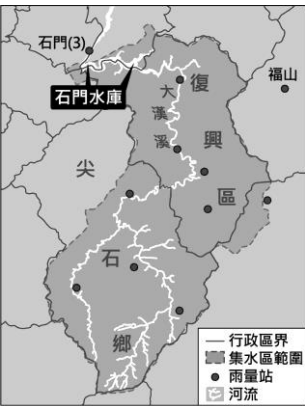 石門(3)
石門水庫
復興區
福山
大漢溪
尖石鄉
行政區界
集水區範圍
雨量站
河流